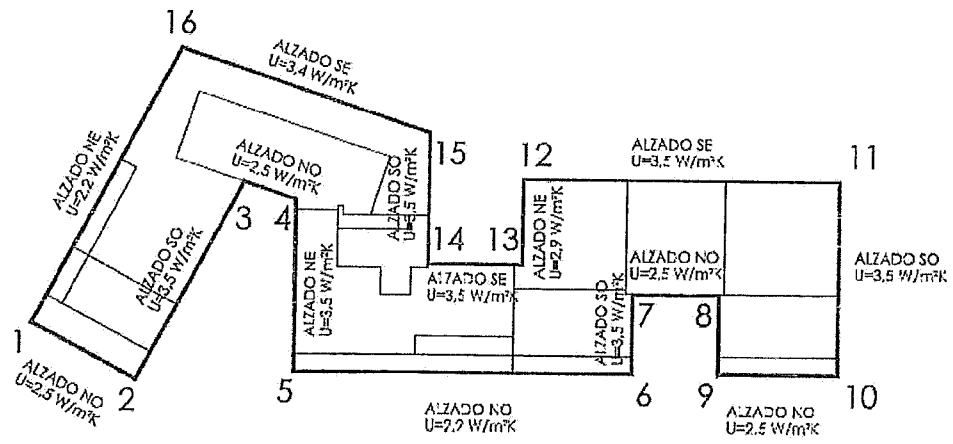 16
ALZADO SE
U=3,4 W/m²K
ALZADO NE
U=2,2 W/m²K
ALZADO NO
U=2,5 W/m²K
ALZADO SO
U=3,5 W/m²K
15
12
ALZADO SE
U=3,5 W/m²K
11
3
4
ALZADO SO
U=3,5 W/m²K
14
13
ALZADO NE
U=2,9 W/m²K
ALZADO NO
U=2,5 W/m²K
ALZADO SO
U=3,5 W/m²K
ALZADO NE
U=3,5 W/m²K
ALZADO SE
U=3,5 W/m²K
ALZADO SO
U=3,5 W/m²K
7
8
1
ALZADO NO
U=2,5 W/m²K
2
5
6
9
10
ALZADO NO
U=2,2 W/m²K
ALZADO NO
U=2,5 W/m²K